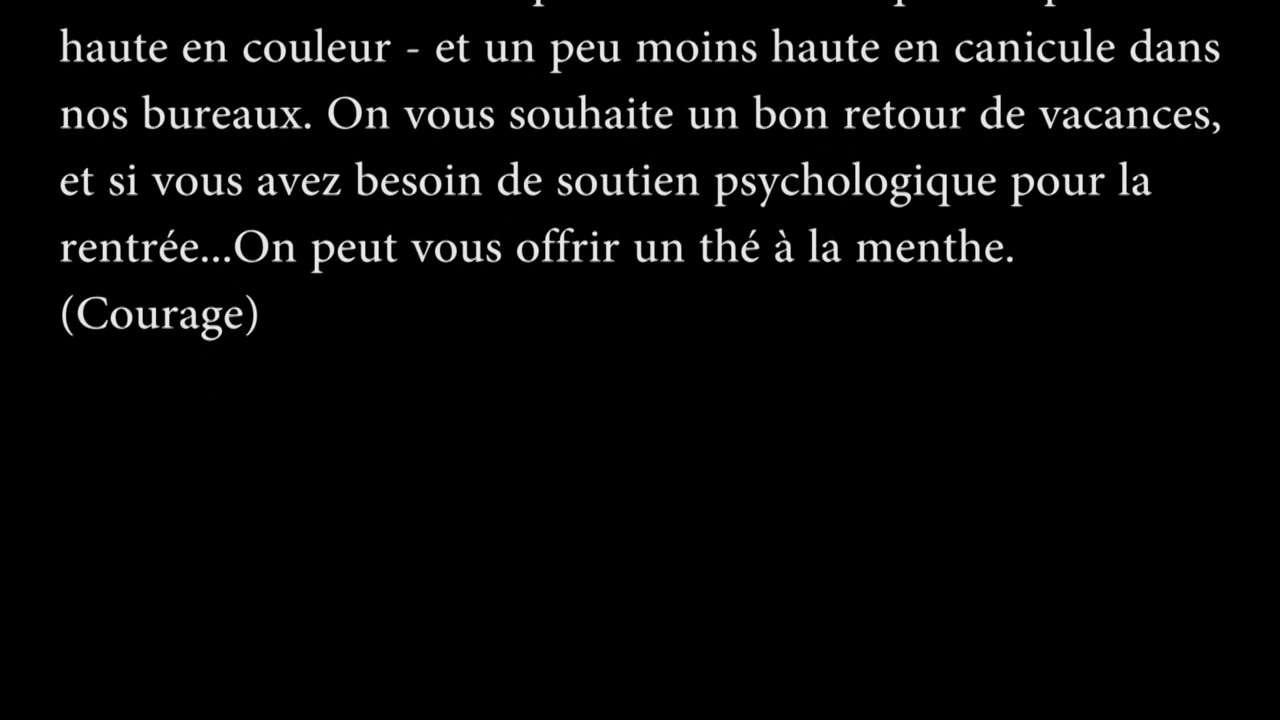 haute en couleur - et un peu moins haute en canicule dans
nos bureaux. On vous souhaite un bon retour de vacances,
et si vous avez besoin de soutien psychologique pour la
rentrée...On peut vous offrir un thé à la menthe.
(Courage)